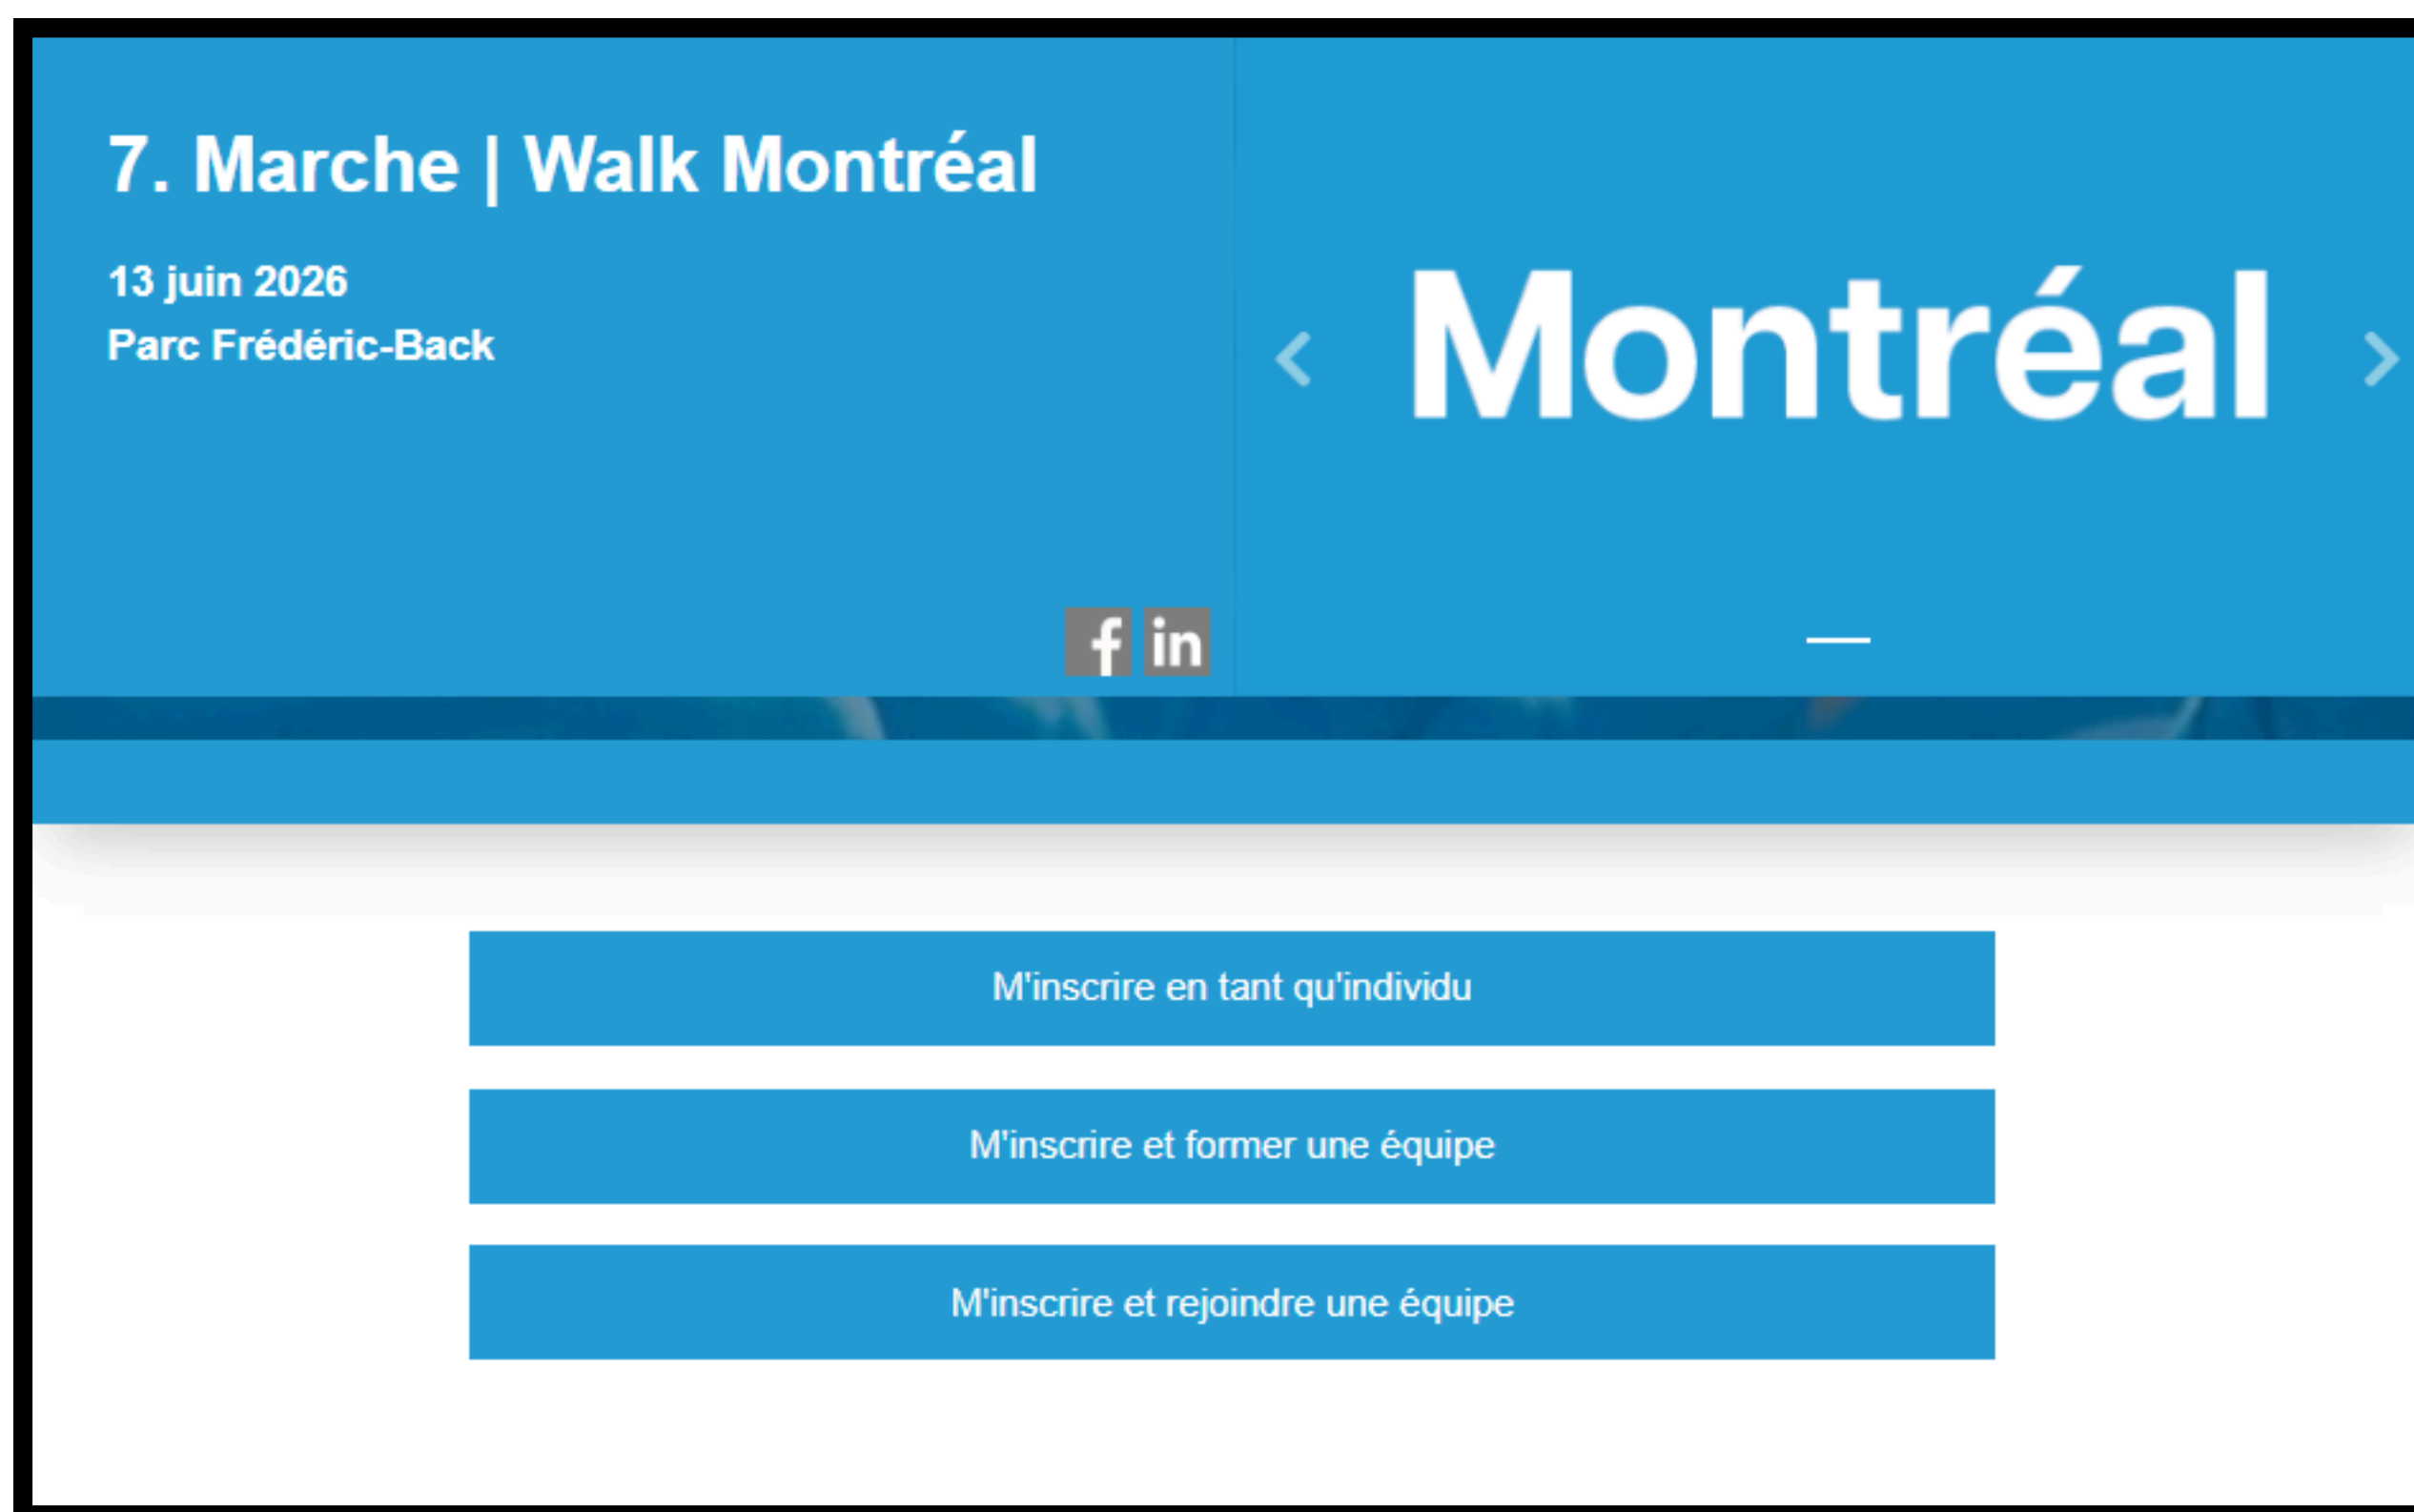 7. Marche | Walk Montréal
13 juin 2026
Parc Frédéric-Back
Montréal
f in
M'inscrire en tant qu'individu
M'inscrire et former une équipe
M'inscrire et rejoindre une équipe